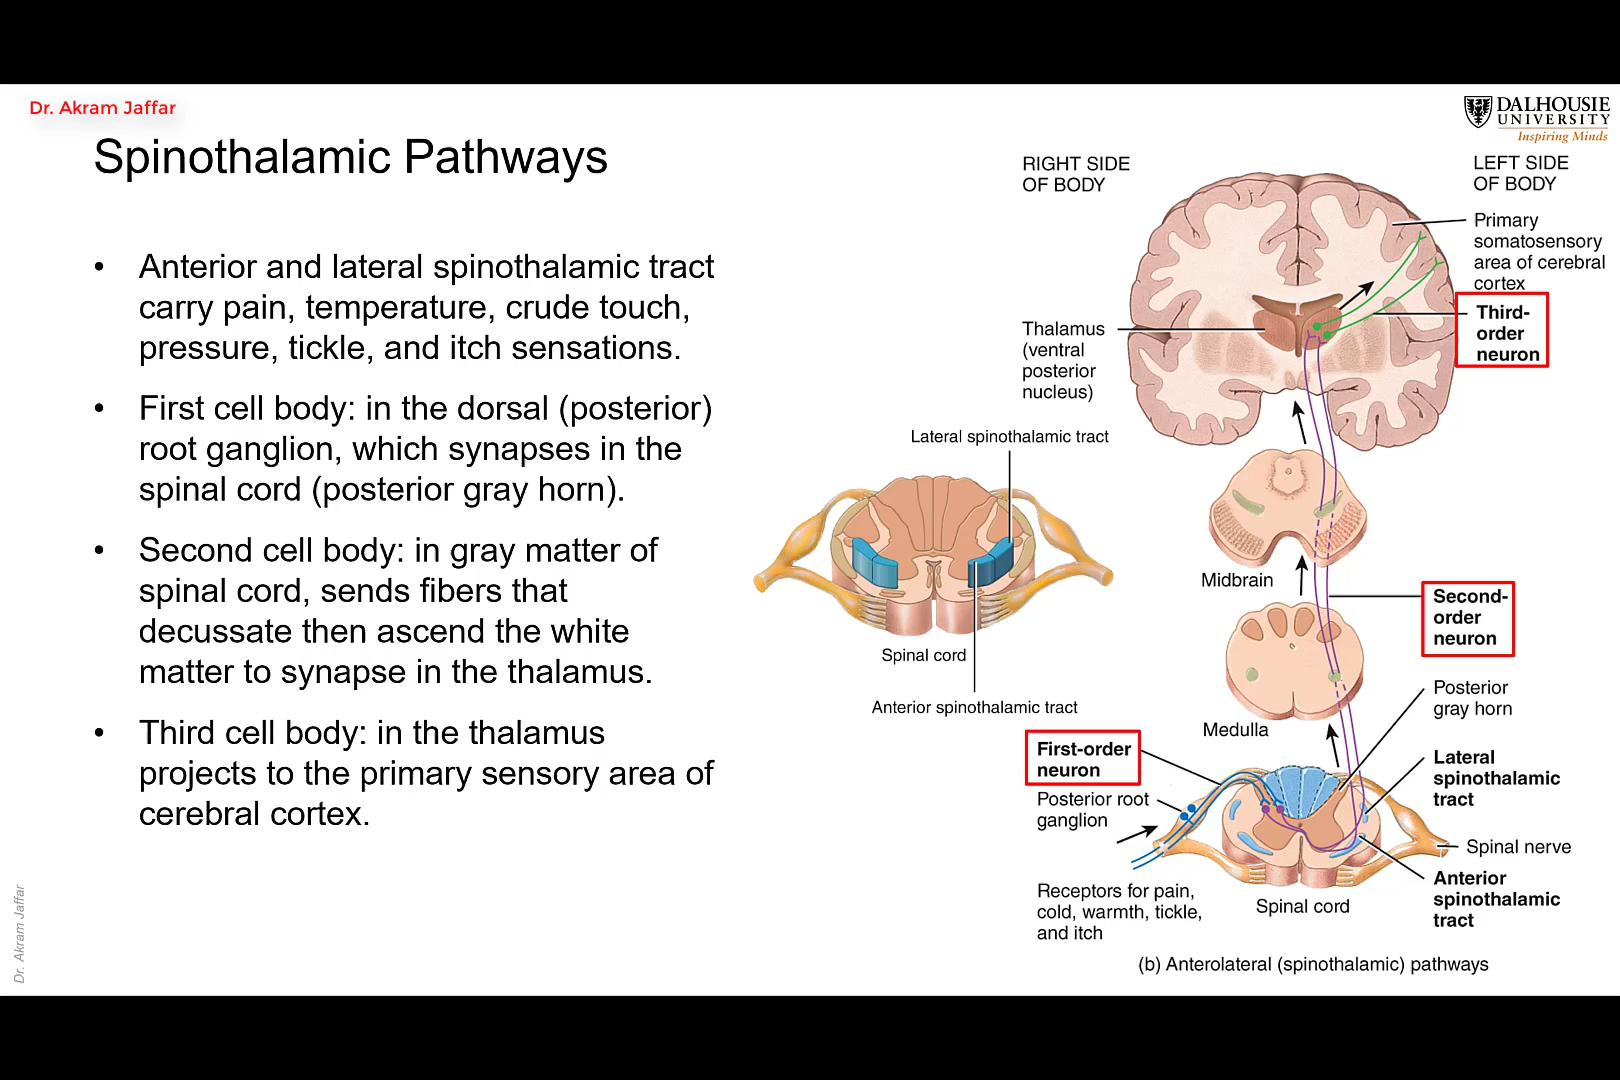 Dr. Akram Jaffar
DALHOUSIE
UNIVERSITY
Inspiring Minds
Spinothalamic Pathways
• Anterior and lateral spinothalamic tract
carry pain, temperature, crude touch,
pressure, tickle, and itch sensations.
• First cell body: in the dorsal (posterior)
root ganglion, which synapses in the
spinal cord (posterior gray horn).
• Second cell body: in gray matter of
spinal cord, sends fibers that
decussate then ascend the white
matter to synapse in the thalamus.
• Third cell body: in the thalamus
projects to the primary sensory area of
cerebral cortex.
Dr. Akram Jaffar
Lateral spinothalamic tract
Spinal cord
Anterior spinothalamic tract
RIGHT SIDE
OF BODY
LEFT SIDE
OF BODY
Primary
somatosensory
area of cerebral
cortex
Third-
order
neuron
Thalamus
(ventral
posterior
nucleus)
Midbrain
Second-
order
neuron
Medulla
Posterior
gray horn
First-order
neuron
Lateral
spinothalamic
tract
Posterior root
ganglion
Spinal nerve
Anterior
spinothalamic
tract
Receptors for pain,
cold, warmth, tickle,
and itch
Spinal cord
(b) Anterolateral (spinothalamic) pathways